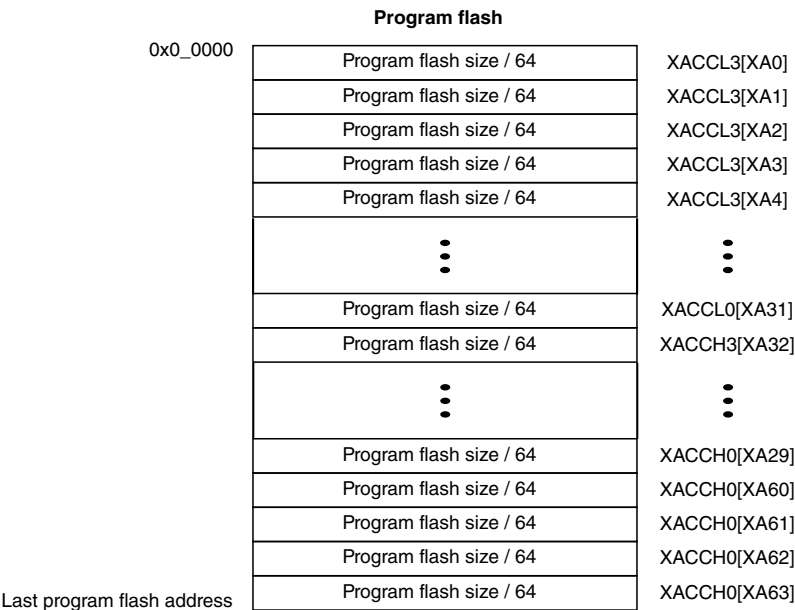 Program flash
0x0_0000
Program flash size / 64 XACCL3[XA0]
Program flash size / 64 XACCL3[XA1]
Program flash size / 64 XACCL3[XA2]
Program flash size / 64 XACCL3[XA3]
Program flash size / 64 XACCL3[XA4]
Program flash size / 64 XACCL0[XA31]
Program flash size / 64 XACCH3[XA32]
Program flash size / 64 XACCH0[XA29]
Program flash size / 64 XACCH0[XA60]
Program flash size / 64 XACCH0[XA61]
Program flash size / 64 XACCH0[XA62]
Program flash size / 64 XACCH0[XA63]
Last program flash address